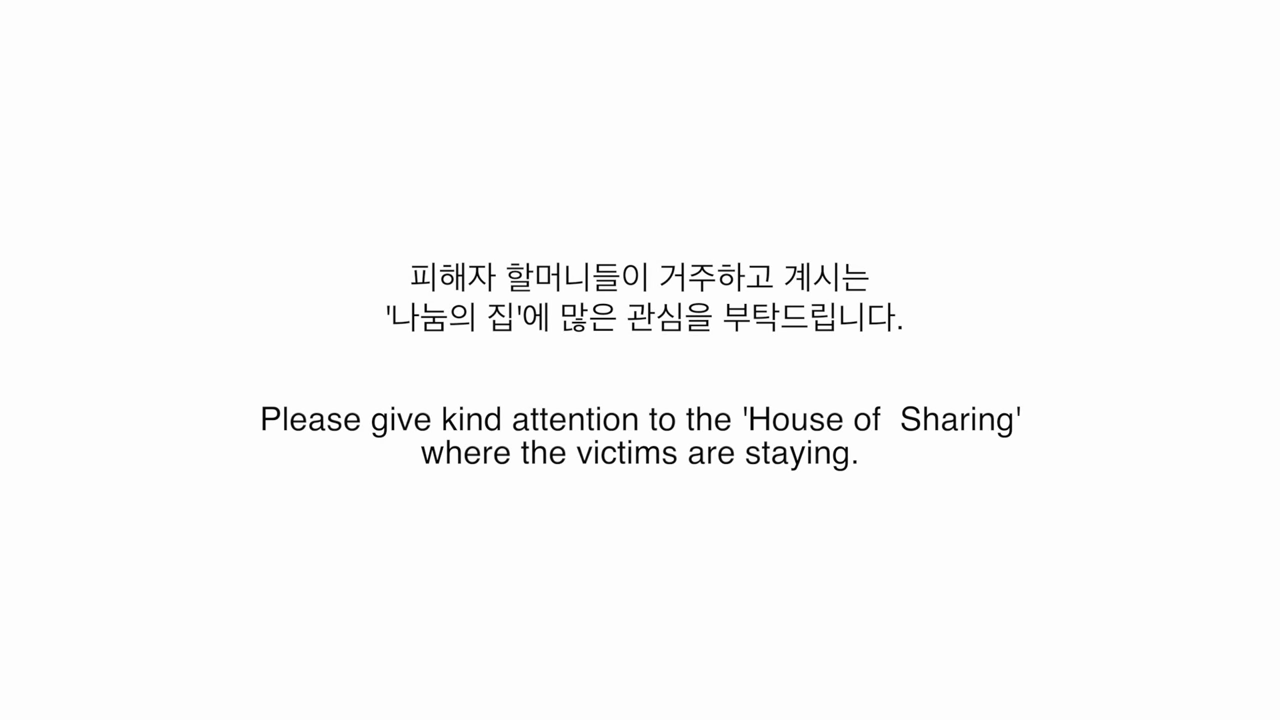 피해자 할머니들이 거주하고 계시는
'나눔의 집'에 많은 관심을 부탁드립니다.
Please give kind attention to the 'House of  Sharing'
where the victims are staying.